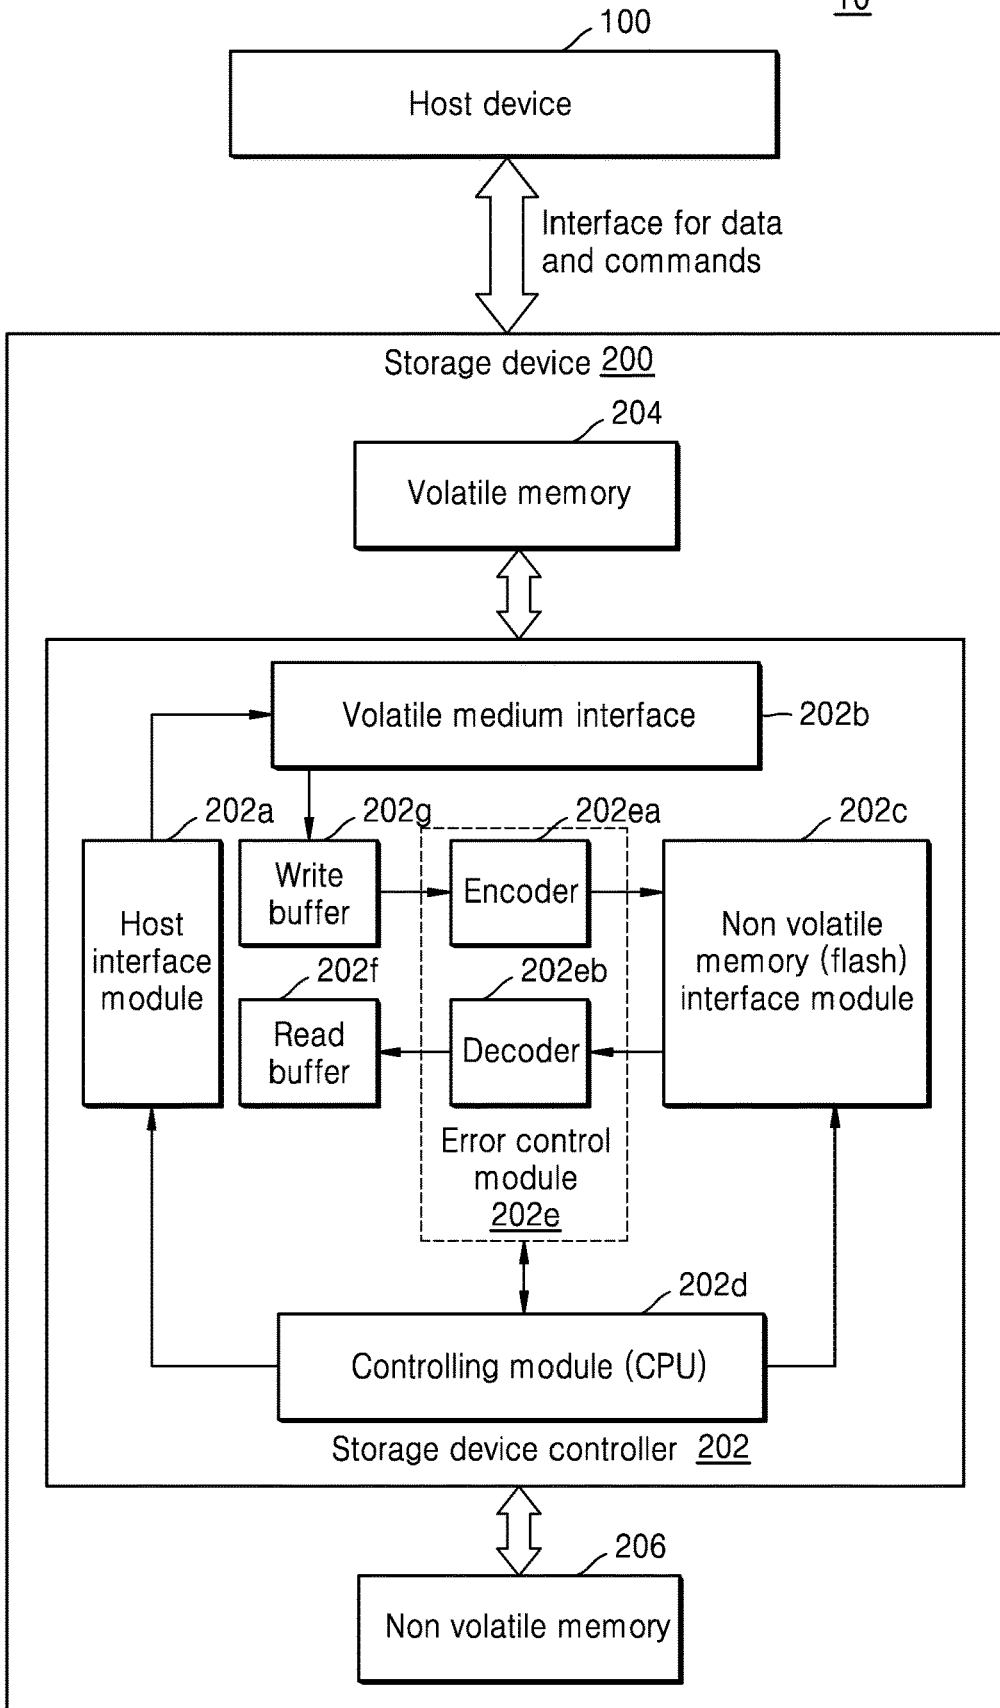 10
100
Host device
Interface for data
and commands
Storage device 200
204
Volatile memory
Volatile medium interface
202b
202a
202g
202ea
202c
Host
interface
module
Write
buffer
Encoder
Non volatile
memory (flash)
interface module
202f
202eb
Read
buffer
Decoder
Error control
module
202e
202d
Controlling module (CPU)
Storage device controller 202
206
Non volatile memory